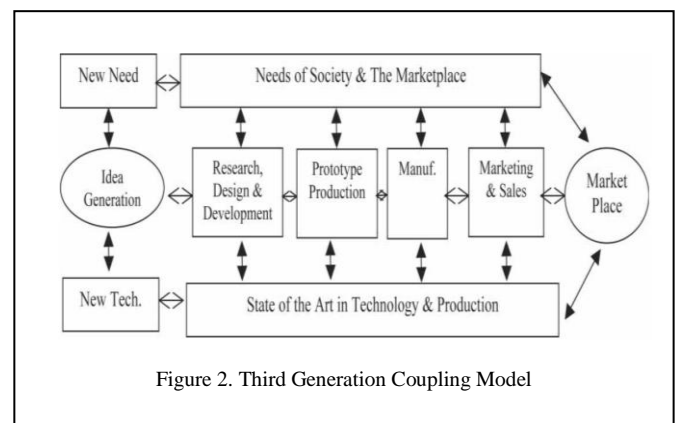 New Need
Needs of Society & The Marketplace
Idea
Generation
Research,
Design &
Development
Prototype
Production
Manuf.
Marketing
& Sales
Market
Place
New Tech.
State of the Art in Technology & Production
Figure 2. Third Generation Coupling Model